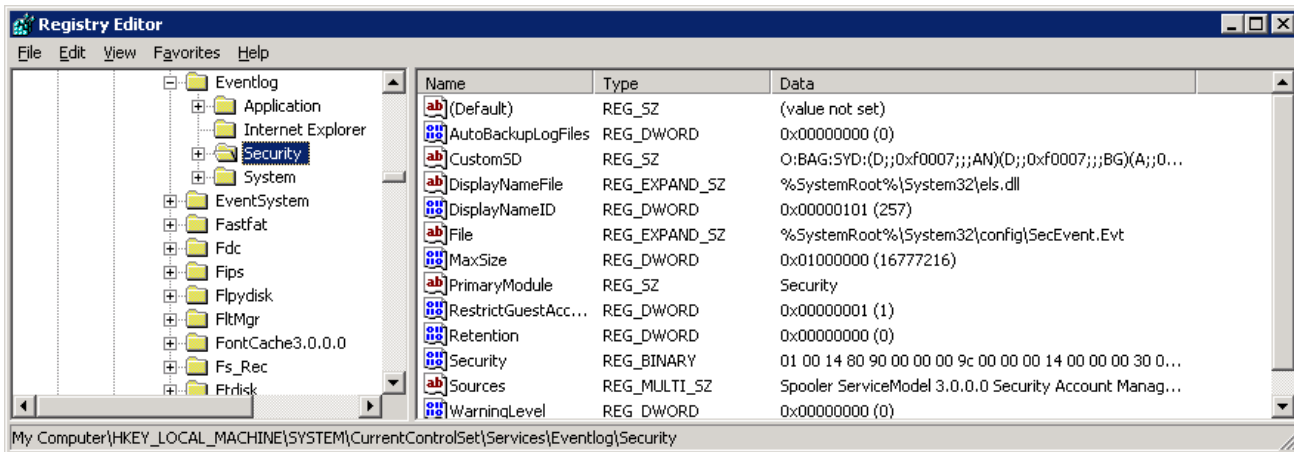 Registry Editor
File Edit View Favorites Help
Eventlog
Application
Internet Explorer
Security
System
EventSystem
Fastfat
Fdc
Fips
Flpydisk
FltMgr
FontCache3.0.0.0
Fs_Rec
Ftdisk
Name Type Data
(Default) REG_SZ (value not set)
AutoBackupLogFiles REG_DWORD 0x00000000 (0)
CustomSD REG_SZ O:BAG:SYD:(D;;0xf0007;;;AN)(D;;0xf0007;;;BG)(A;;0...
DisplayNameFile REG_EXPAND_SZ %SystemRoot%\System32\els.dll
DisplayNameID REG_DWORD 0x00000101 (257)
File REG_EXPAND_SZ %SystemRoot%\System32\config\SecEvent.Evt
MaxSize REG_DWORD 0x01000000 (16777216)
PrimaryModule REG_SZ Security
RestrictGuestAcc... REG_DWORD 0x00000001 (1)
Retention REG_DWORD 0x00000000 (0)
Security REG_BINARY 01 00 14 80 90 00 00 00 9c 00 00 00 14 00 00 00 30 0...
Sources REG_MULTI_SZ Spooler ServiceModel 3.0.0.0 Security Account Manag...
WarningLevel REG_DWORD 0x00000000 (0)
My Computer\HKEY_LOCAL_MACHINE\SYSTEM\CurrentControlSet\Services\Eventlog\Security